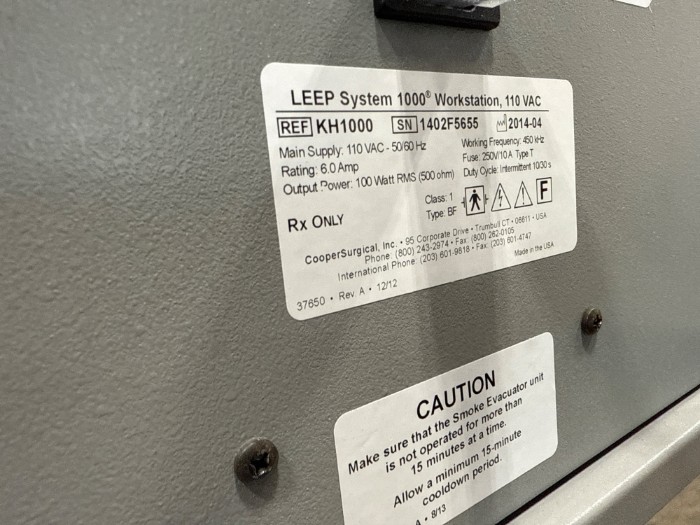 LEEP System 1000® Workstation, 110 VAC
REF KH1000 SN 1402F5655 2014-04
Main Supply: 110 VAC - 50/60 Hz Working Frequency: 450 kHz
Rating: 6.0 Amp Fuse: 250V/10A Type T
Output Power: 100 Watt RMS (500 ohm) Duty Cycle: Intermittent 10/30 s
Class: 1
Type: BF F
Rx ONLY
CooperSurgical, Inc. • 95 Corporate Drive • Trumbull CT • 06611 • USA
Phone: (800) 243-2974 • Fax: (800) 262-0105
International Phone: (203) 601-9818 • Fax: (203) 601-4747
Made in the USA
37650 • Rev. A • 12/12
CAUTION
Make sure that the Smoke Evacuator unit
is not operated for more than
15 minutes at a time.
Allow a minimum 15-minute
cooldown period.
A • 8/13